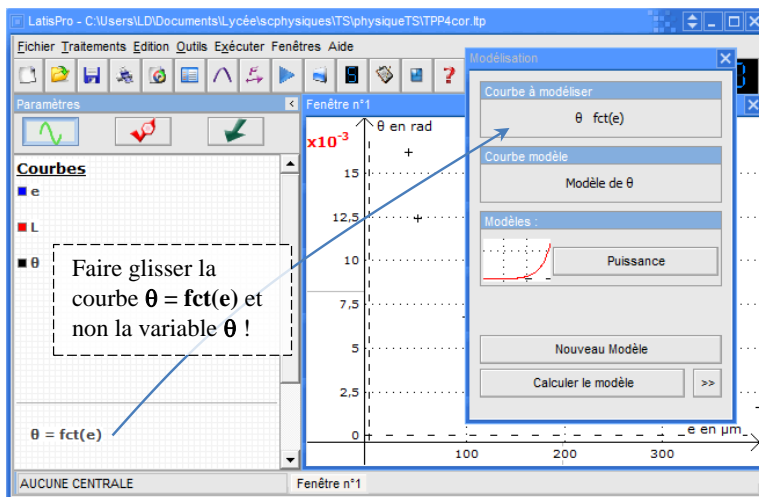 LatisPro - C:\Users\LD\Documents\Lycée\scphysiques\TS\physiqueTS\TPP4cor.ltp
Fichier Traitements Edition Outils Exécuter Fenêtres Aide
Paramètres
Courbes
e
L
θ
Faire glisser la
courbe θ = fct(e) et
non la variable θ !
θ = fct(e)
AUCUNE CENTRALE
Fenêtre n°1
θ en rad
x10-3
15
12,5
10
7,5
5
2,5
0
100
200
300
e en µm
Fenêtre n°1
Modélisation
Courbe à modéliser
θ fct(e)
Courbe modèle
Modèle de θ
Modèles :
Puissance
Nouveau Modèle
Calculer le modèle >>